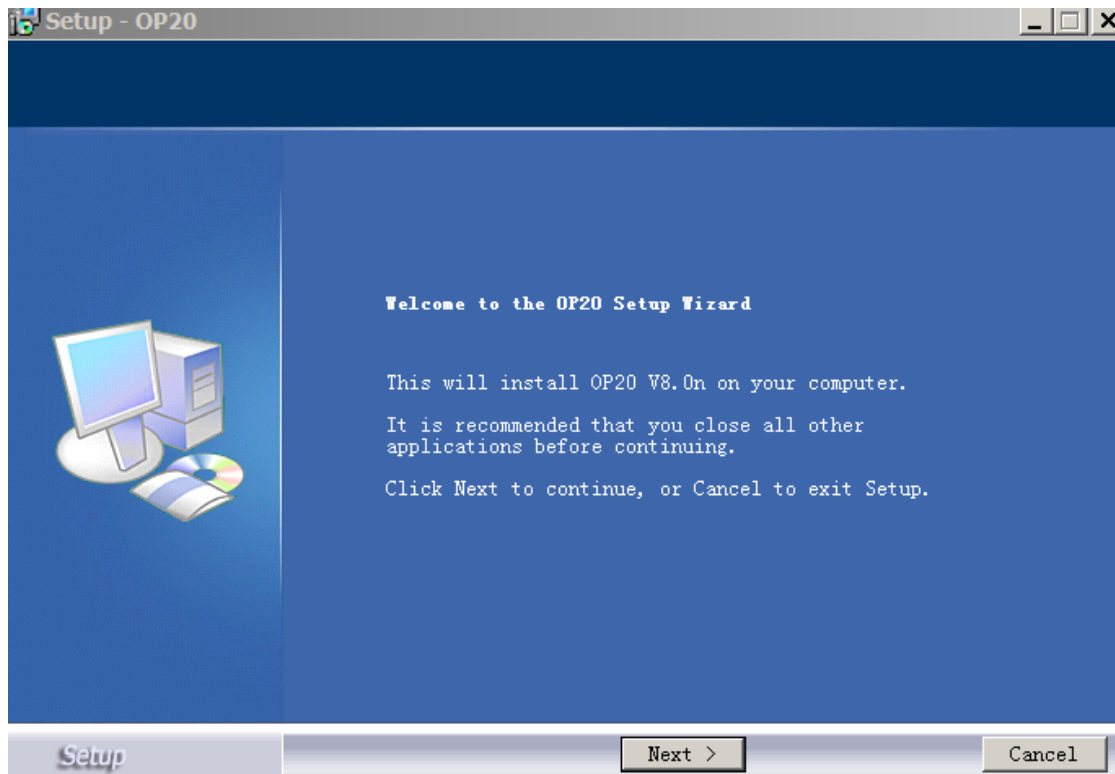 Setup - OP20
Welcome to the OP20 Setup Wizard
This will install OP20 V8.0n on your computer.
It is recommended that you close all other
applications before continuing.
Click Next to continue, or Cancel to exit Setup.
Setup
Next >
Cancel